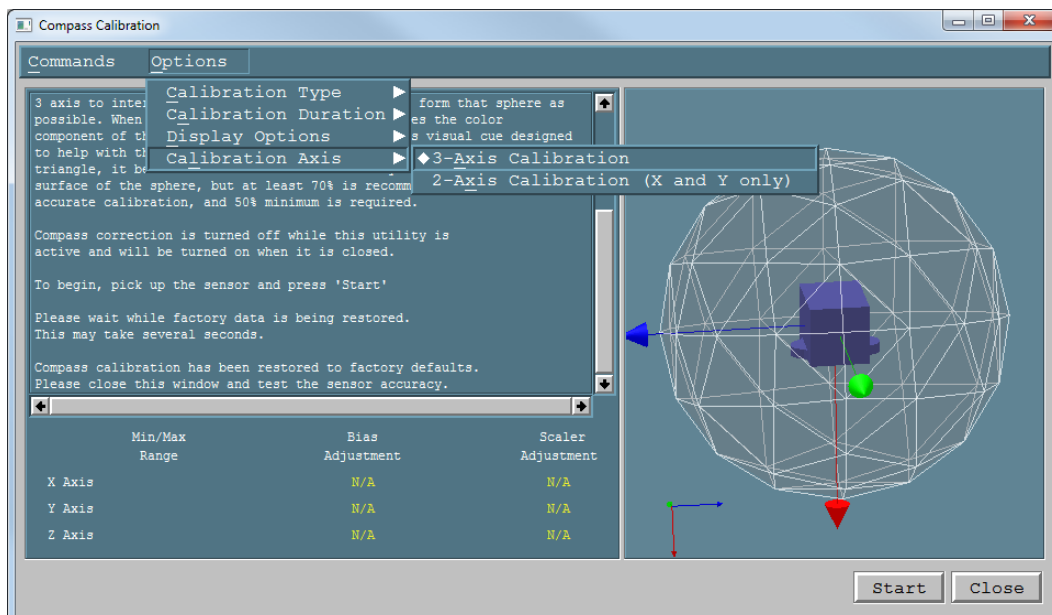 Compass Calibration
Commands Options
Calibration Type
Calibration Duration
Display Options
Calibration Axis
3-Axis Calibration
2-Axis Calibration (X and Y only)
3 axis to form that sphere as
possible. When the color
component of visual cue designed
to help with
triangle, it
surface of the sphere, but at least 70% is
accurate calibration, and 50% minimum is required.
Compass correction is turned off while this utility is
active and will be turned on when it is closed.
To begin, pick up the sensor and press 'Start'
Please wait while factory data is being restored.
This may take several seconds.
Compass calibration has been restored to factory defaults.
Please close this window and test the sensor accuracy.
Min/Max Bias Scaler
Range Adjustment Adjustment
X Axis N/A N/A
Y Axis N/A N/A
Z Axis N/A N/A
Start Close